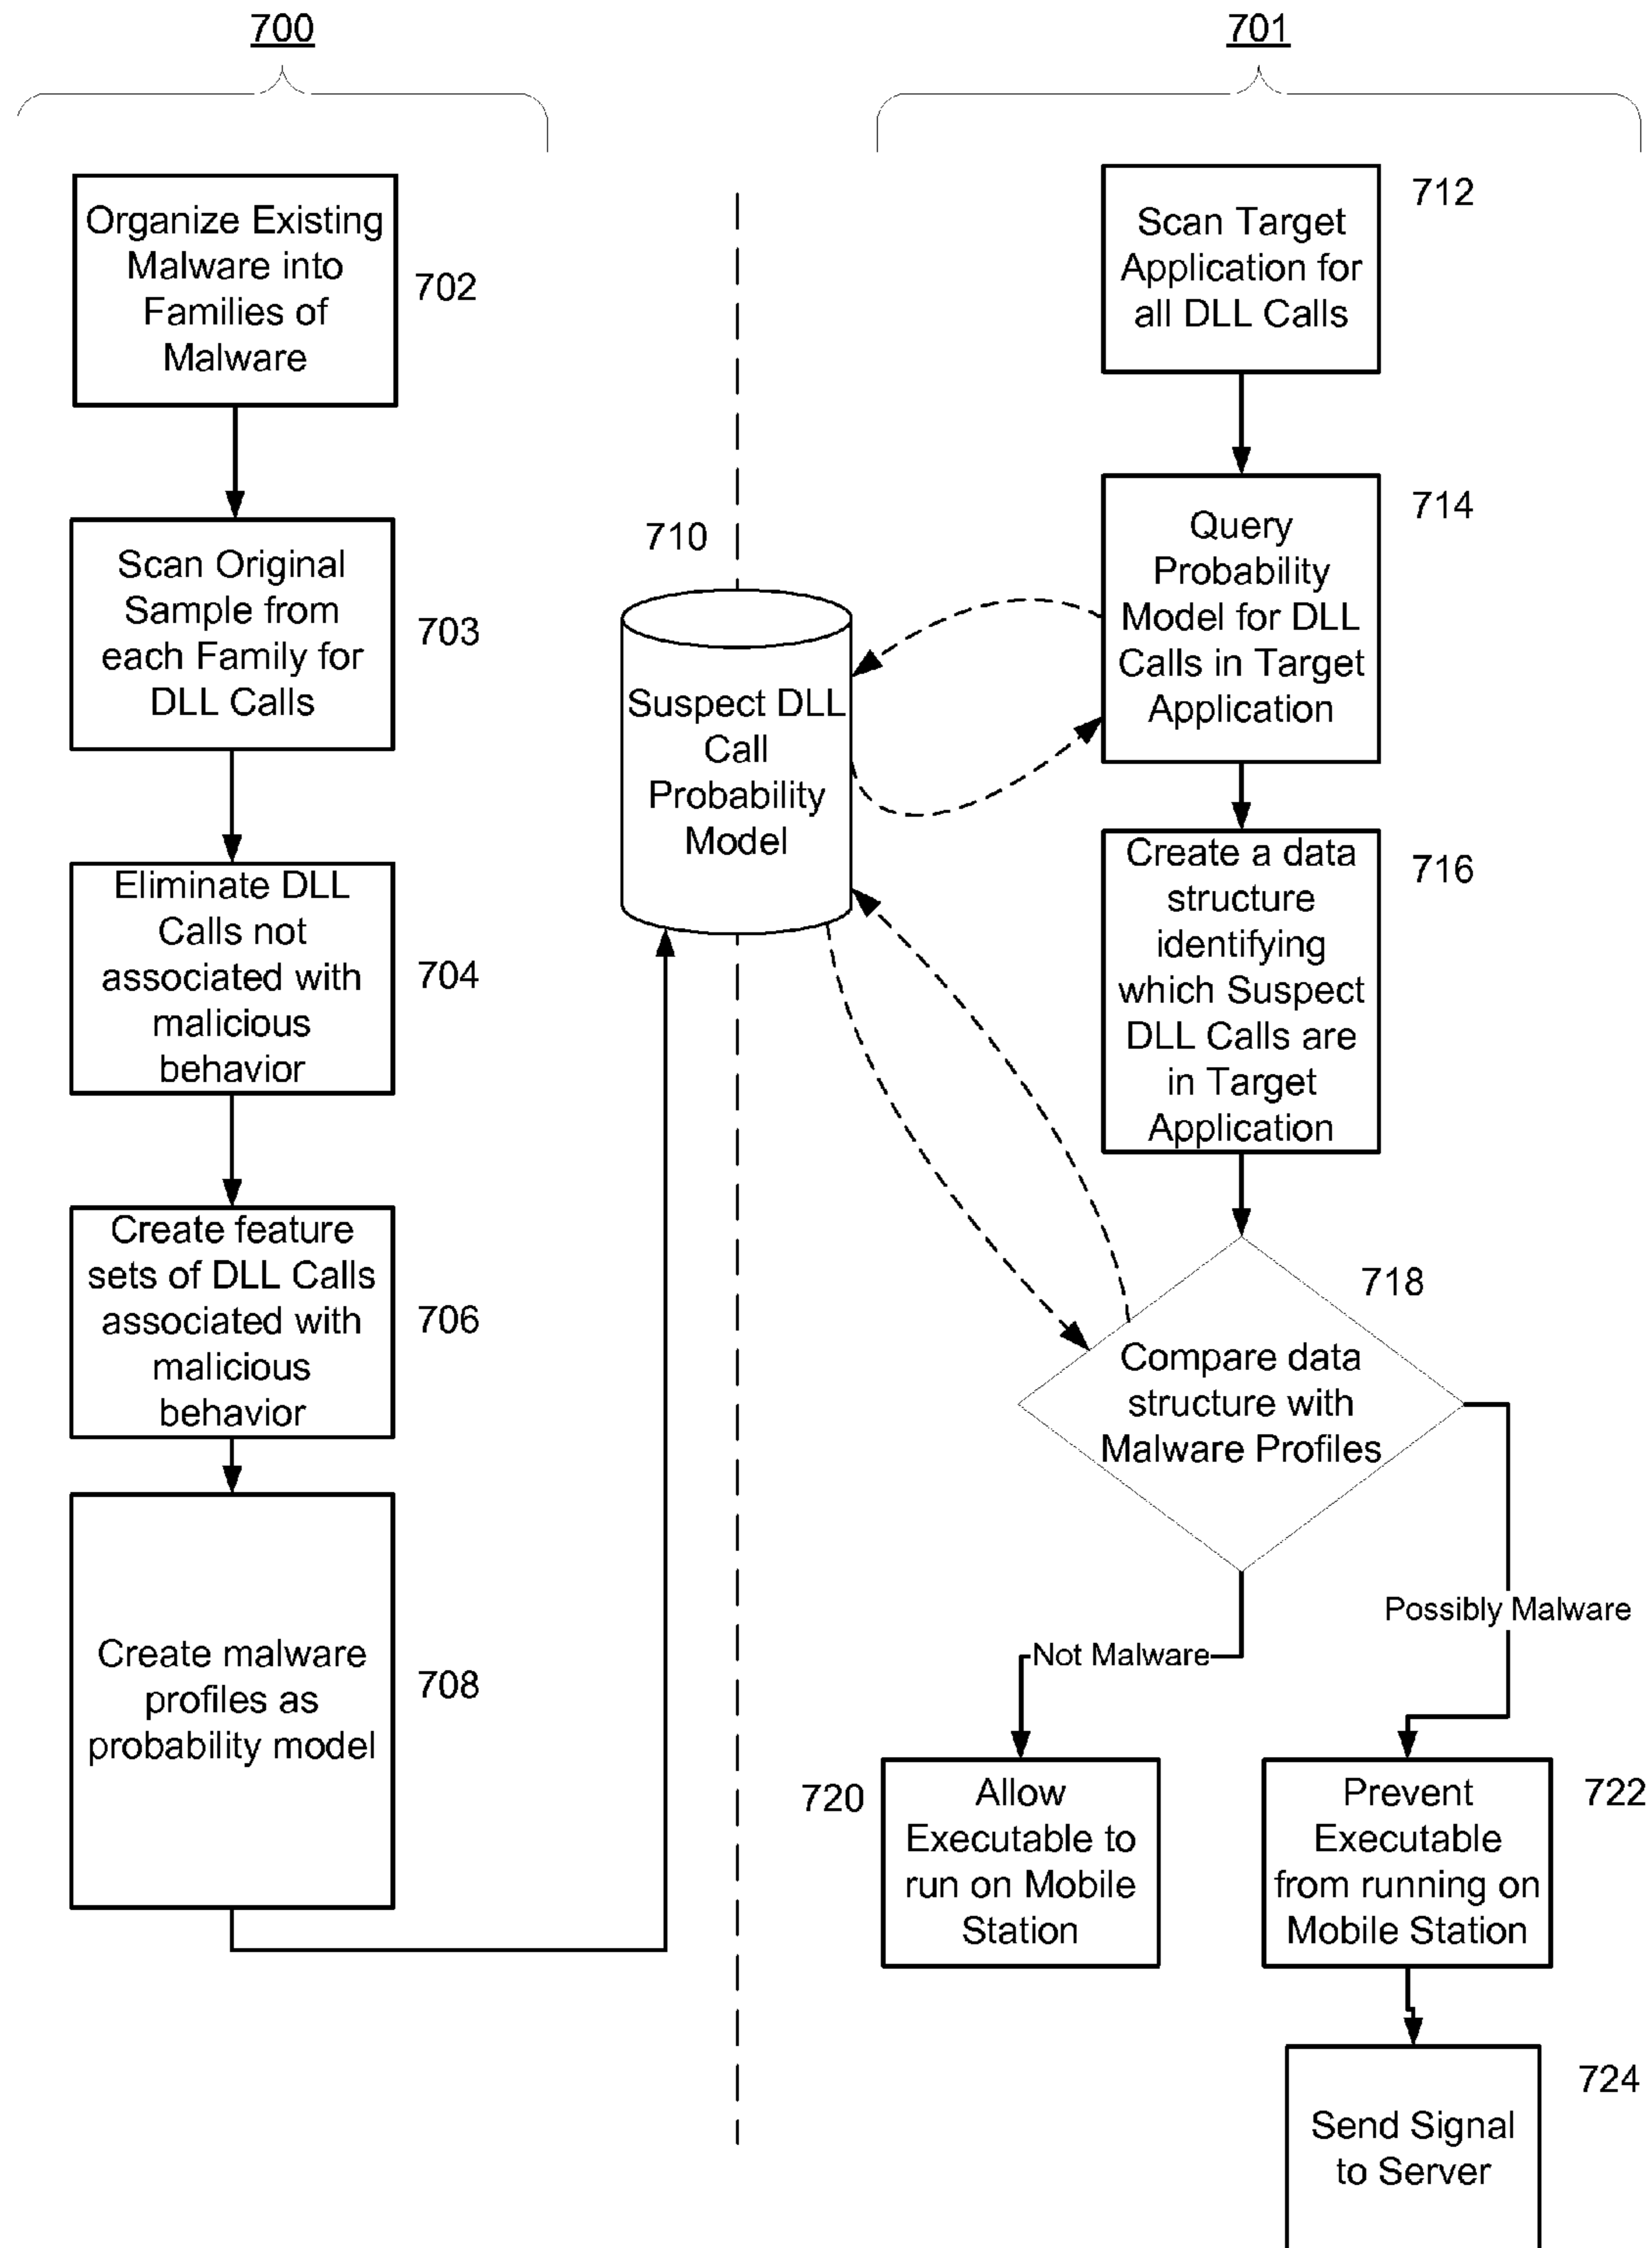 700
701
Organize Existing
Malware into
Families of
Malware
702
Scan Original
Sample from
each Family for
DLL Calls
703
Eliminate DLL
Calls not
associated with
malicious
behavior
704
Create feature
sets of DLL Calls
associated with
malicious
behavior
706
Create malware
profiles as
probability model
708
710
Suspect DLL
Call
Probability
Model
Scan Target
Application for
all DLL Calls
712
Query
Probability
Model for DLL
Calls in Target
Application
714
Create a data
structure
identifying
which Suspect
DLL Calls are
in Target
Application
716
718
Compare data
structure with
Malware Profiles
Not Malware
Possibly Malware
720
Allow
Executable to
run on Mobile
Station
Prevent
Executable
from running on
Mobile Station
722
Send Signal
to Server
724